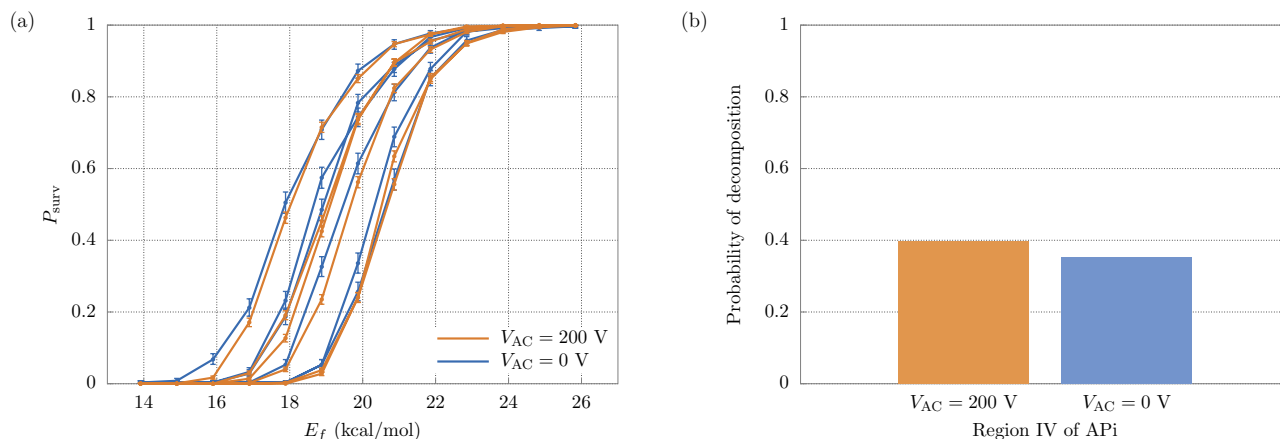 (a)
1
0.8
0.6
0.4
0.2
0
P_surv
14 16 18 20 22 24 26
E_f (kcal/mol)
V_AC = 200 V
V_AC = 0 V
(b)
1
0.8
0.6
0.4
0.2
0
Probability of decomposition
V_AC = 200 V V_AC = 0 V
Region IV of APi